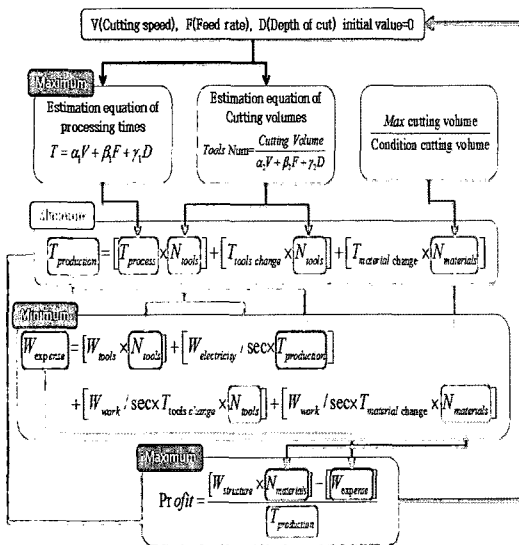 V(Cutting speed), F(Feed rate), D(Depth of cut) initial value=0
Maximum
Estimation equation of
processing times
T = α₁V + β₁F + γ₁D
Estimation equation of
Cutting volumes
Tools Num = Cutting Volume / α₂V + β₂F + γ₂D
Max cutting volume
Condition cutting volume
Minimum
T production = [T process × N tools] + [T tools change × N tools] + [T material change × N materials]
Minimum
W expense = [W tools × N tools] + [W electricity / sec × T production]
+ [W work / sec × T tools change × N tools] + [W work / sec × T material change × N materials]
Maximum
Profit = [W structure × N materials] − [W expense] / T production